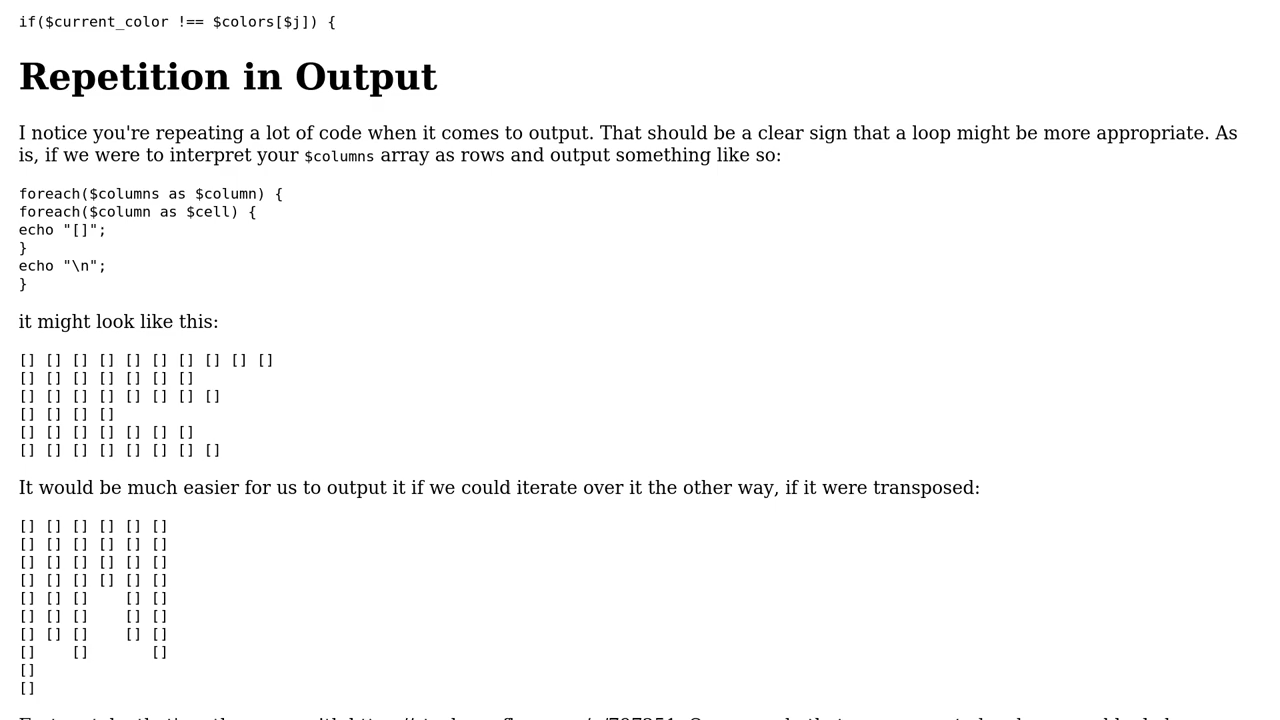 if($current_color !== $colors[$j]) {
Repetition in Output
I notice you're repeating a lot of code when it comes to output. That should be a clear sign that a loop might be more appropriate. As
is, if we were to interpret your $columns array as rows and output something like so:
foreach($columns as $column) {
foreach($column as $cell) {
echo "[]";
}
echo "\n";
}
it might look like this:
[] [] [] [] [] [] [] [] [] []
[] [] [] [] [] [] []
[] [] [] [] [] [] [] []
[] [] [] []
[] [] [] [] [] [] []
[] [] [] [] [] [] [] []
It would be much easier for us to output it if we could iterate over it the other way, if it were transposed:
[] [] [] [] [] []
[] [] [] [] [] []
[] [] [] [] [] []
[] [] [] [] [] []
[] [] []    [] []
[] [] []    [] []
[] [] []    [] []
[]    []       []
[]
[]